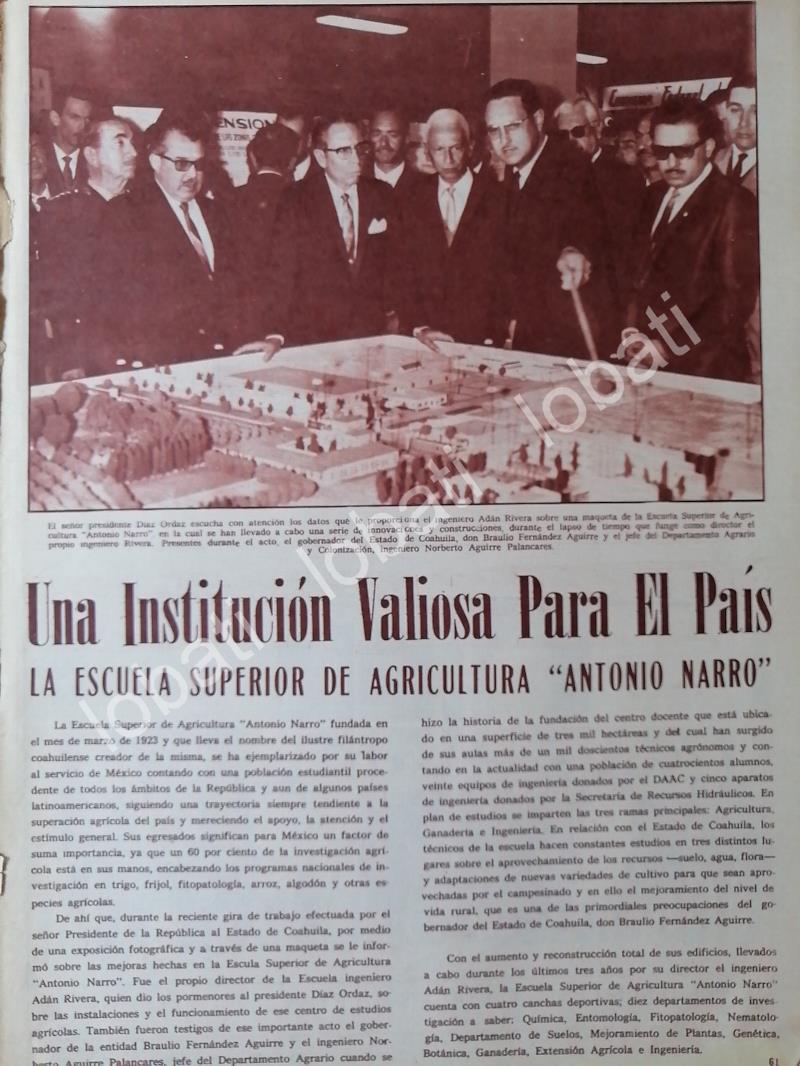 ENSION
El señor presidente Díaz Ordaz escucha con atención los datos que le proporciona el ingeniero Adán Rivera sobre una maqueta de la Escuela Superior de Agri-
cultura "Antonio Narro" en la cual se han llevado a cabo una serie de innovaciones y construcciones, durante el lapso de tiempo que funge como director el
propio ingeniero Rivera. Presentes durante el acto, el gobernador del Estado de Coahuila, don Braulio Fernández Aguirre y el jefe del Departamento Agrario
y Colonización, ingeniero Norberto Aguirre Palancares.
Una Institución Valiosa Para El País
LA ESCUELA SUPERIOR DE AGRICULTURA "ANTONIO NARRO"
La Escuela Superior de Agricultura "Antonio Narro" fundada en
el mes de marzo de 1923 y que lleva el nombre del ilustre filántropo
coahuilense creador de la misma, se ha ejemplarizado por su labor
al servicio de México contando con una población estudiantil proce-
dente de todos los ámbitos de la República y aun de algunos países
latinoamericanos, siguiendo una trayectoria siempre tendiente a la
superación agrícola del país y mereciendo el apoyo, la atención y el
estímulo general. Sus egresados significan para México un factor de
suma importancia, ya que un 60 por ciento de la investigación agrí-
cola está en sus manos, encabezando los programas nacionales de in-
vestigación en trigo, frijol, fitopatología, arroz, algodón y otras es-
pecies agrícolas.
De ahí que, durante la reciente gira de trabajo efectuada por el
señor Presidente de la República al Estado de Coahuila, por medio
de una exposición fotográfica y a través de una maqueta se le infor-
mó sobre las mejoras hechas en la Escula Superior de Agricultura
"Antonio Narro". Fue el propio director de la Escuela ingeniero
Adán Rivera, quien dio los pormenores al presidente Díaz Ordaz, so-
bre las instalaciones y el funcionamiento de ese centro de estudios
agrícolas. También fueron testigos de ese importante acto el gober-
nador de la entidad Braulio Fernández Aguirre y el ingeniero Nor-
berto Aguirre Palancares, jefe del Departamento Agrario cuando se
hizo la historia de la fundación del centro docente que está ubica-
do en una superficie de tres mil hectáreas y del cual han surgido
de sus aulas más de un mil doscientos técnicos agrónomos y con-
tando en la actualidad con una población de cuatrocientos alumnos,
veinte equipos de ingeniería donados por el DAAC y cinco aparatos
de ingeniería donados por la Secretaría de Recursos Hidráulicos. En
plan de estudios se imparten las tres ramas principales: Agricultura,
Ganadería e Ingeniería. En relación con el Estado de Coahuila, los
técnicos de la escuela hacen constantes estudios en tres distintos lu-
gares sobre el aprovechamiento de los recursos —suelo, agua, flora—
y adaptaciones de nuevas variedades de cultivo para que sean apro-
vechadas por el campesinado y en ello el mejoramiento del nivel de
vida rural, que es una de las primordiales preocupaciones del go-
bernador del Estado de Coahuila, don Braulio Fernández Aguirre.
Con el aumento y reconstrucción total de sus edificios, llevados
a cabo durante los últimos tres años por su director el ingeniero
Adán Rivera, la Escuela Superior de Agricultura "Antonio Narro"
cuenta con cuatro canchas deportivas; diez departamentos de inves-
tigación a saber: Química, Entomología, Fitopatología, Nematolo-
gía, Departamento de Suelos, Mejoramiento de Plantas, Genética,
Botánica, Ganadería, Extensión Agrícola e Ingeniería.
61
lobati lobati lobati lobati lobati